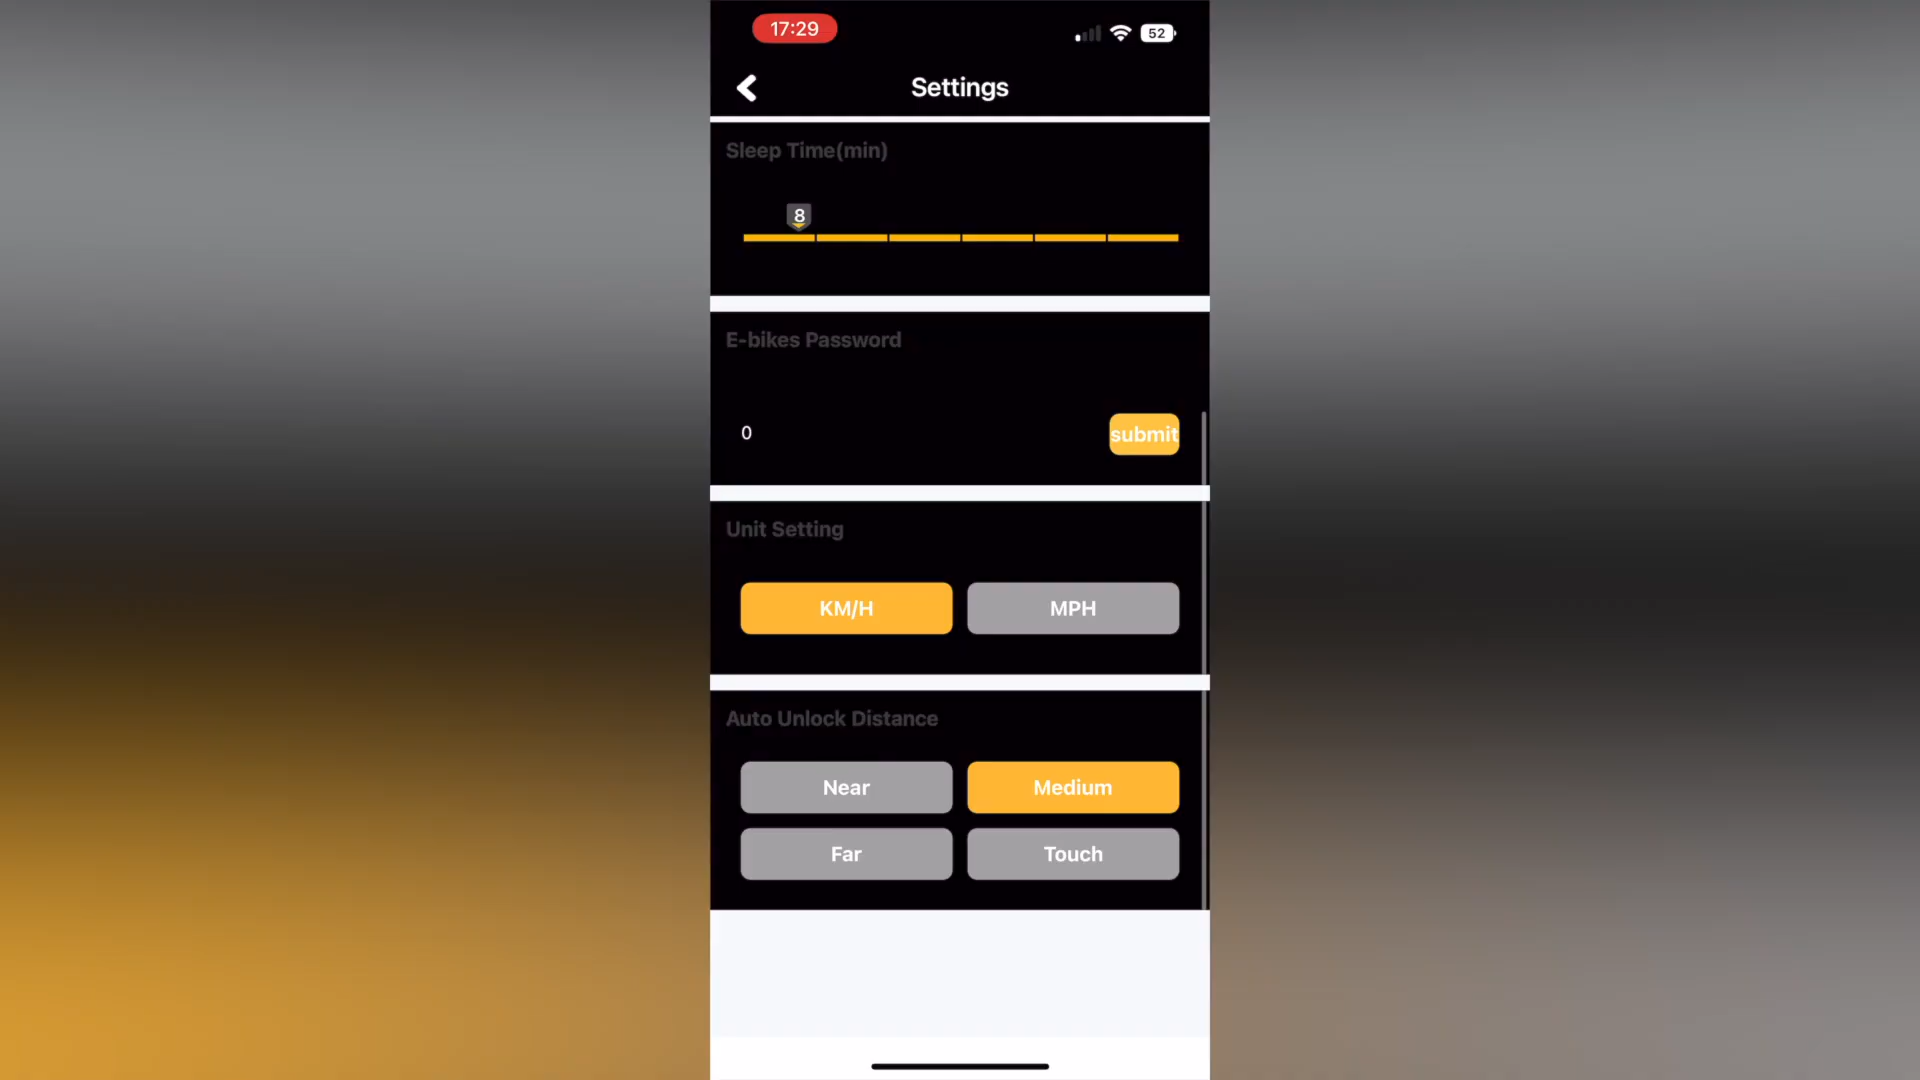 17:29
52
Settings
Sleep Time(min)
8
E-bikes Password
0
submit
Unit Setting
KM/H
MPH
Auto Unlock Distance
Near
Medium
Far
Touch